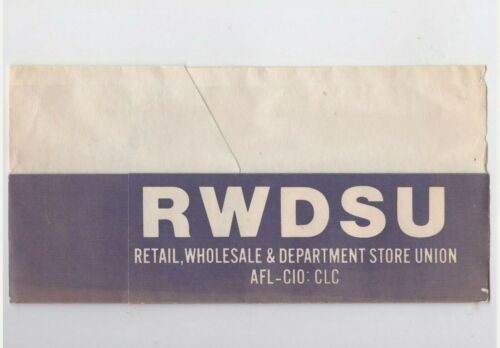 RWDSU
RETAIL, WHOLESALE & DEPARTMENT STORE UNION
AFL-CIO: CLC